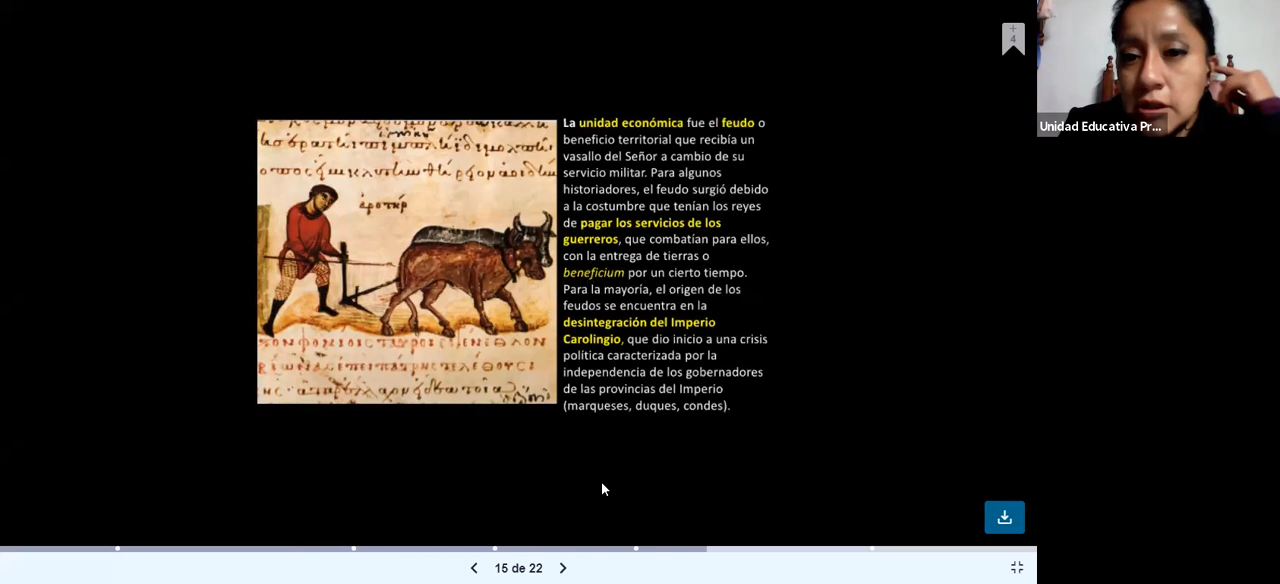 +
4
La unidad económica fue el feudo o
beneficio territorial que recibía un
vasallo del Señor a cambio de su
servicio militar. Para algunos
historiadores, el feudo surgió debido
a la costumbre que tenían los reyes
de pagar los servicios de los
guerreros, que combatían para ellos,
con la entrega de tierras o
beneficium por un cierto tiempo.
Para la mayoría, el origen de los
feudos se encuentra en la
desintegración del Imperio
Carolingio, que dio inicio a una crisis
política caracterizada por la
independencia de los gobernadores
de las provincias del Imperio
(marqueses, duques, condes).
Unidad Educativa Pr...
15 de 22